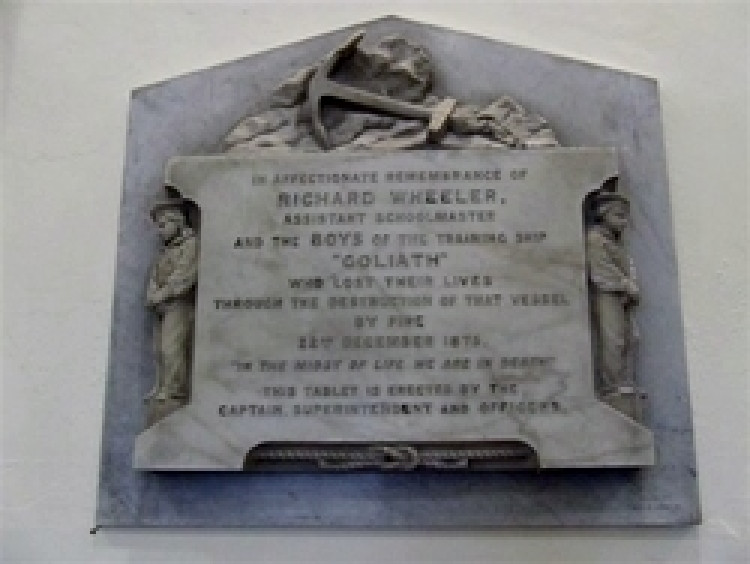 IN AFFECTIONATE REMEMBRANCE OF
RICHARD WHEELER,
ASSISTANT SCHOOLMASTER
AND THE BOYS OF THE TRAINING SHIP
"GOLIATH"
WHO LOST THEIR LIVES
THROUGH THE DESTRUCTION OF THAT VESSEL
BY FIRE
22ND DECEMBER 1875.
"IN THE MIDST OF LIFE WE ARE IN DEATH"
THIS TABLET IS ERECTED BY THE
CAPTAIN, SUPERINTENDENT AND OFFICERS.